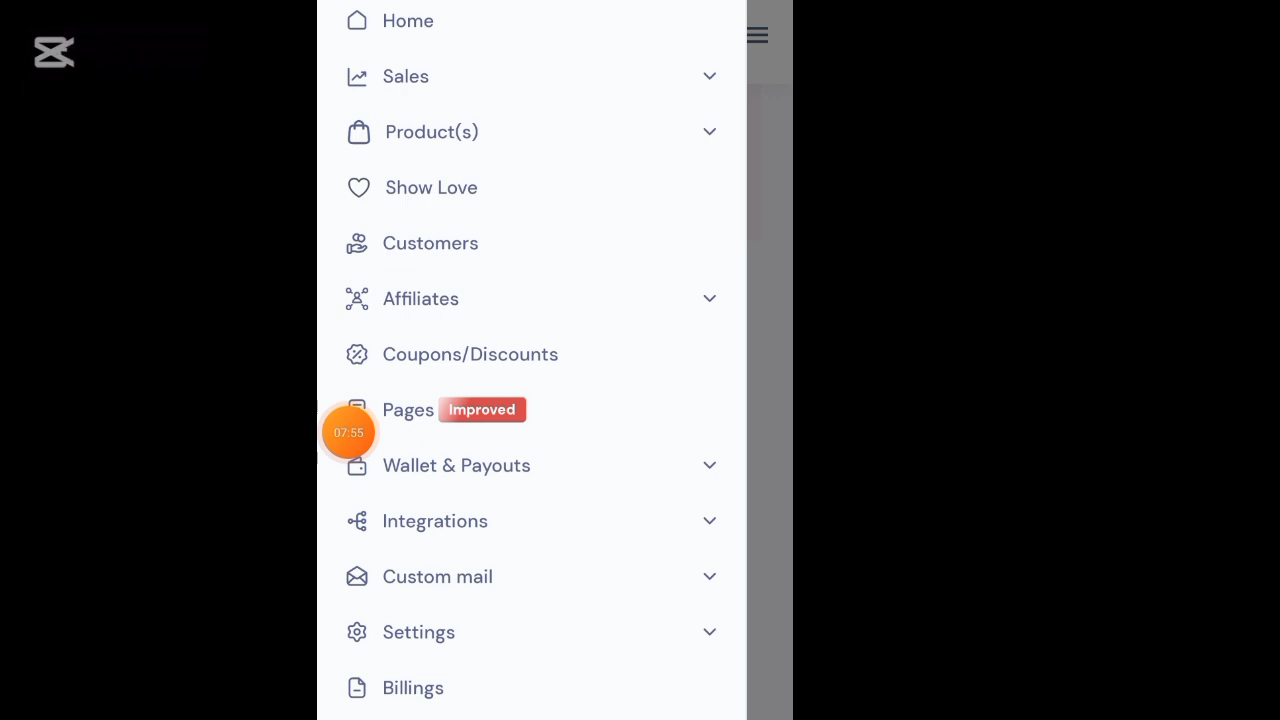 Home
Sales
Product(s)
Show Love
Customers
Affiliates
Coupons/Discounts
Pages Improved
07:55
Wallet & Payouts
Integrations
Custom mail
Settings
Billings